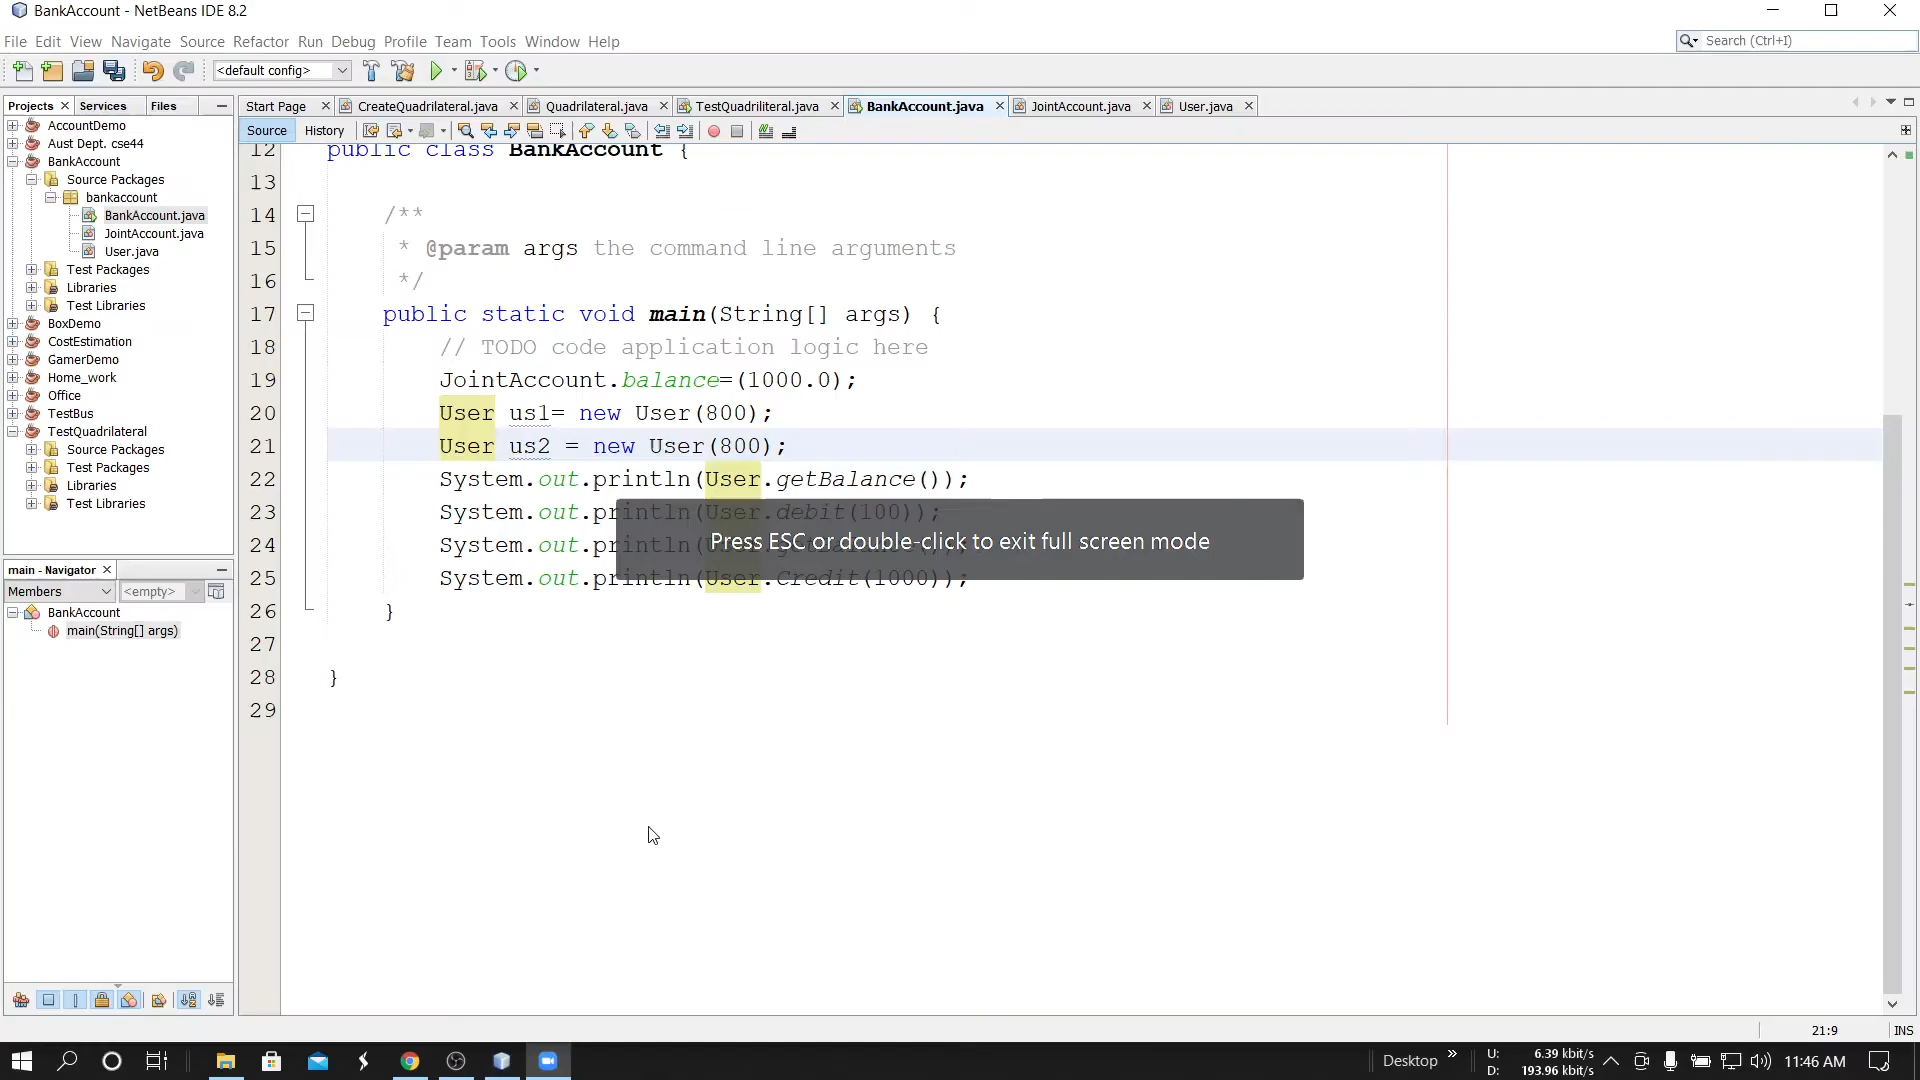 BankAccount - NetBeans IDE 8.2
File Edit View Navigate Source Refactor Run Debug Profile Team Tools Window Help
Search (Ctrl+I)
<default config>
Projects Services Files
AccountDemo
Aust Dept. cse44
BankAccount
Source Packages
bankaccount
BankAccount.java
JointAccount.java
User.java
Test Packages
Libraries
Test Libraries
BoxDemo
CostEstimation
GamerDemo
Home_work
Office
TestBus
TestQuadrilateral
Source Packages
Test Packages
Libraries
Test Libraries
main - Navigator
Members <empty>
BankAccount
main(String[] args)
Start Page CreateQuadrilateral.java Quadrilateral.java TestQuadriliteral.java BankAccount.java JointAccount.java User.java
Source History
12 public class BankAccount {
13
14 /**
15 * @param args the command line arguments
16 */
17 public static void main(String[] args) {
18 // TODO code application logic here
19 JointAccount.balance=(1000.0);
20 User us1= new User(800);
21 User us2 = new User(800);
22 System.out.println(User.getBalance());
23 System.out.println(User.debit(100));
24 System.out.println(User.getBalance());
25 System.out.println(User.Credit(1000));
26 }
27
28 }
29
Press ESC or double-click to exit full screen mode
21:9 INS
Desktop
U: 6.39 kbit/s
D: 193.96 kbit/s
11:46 AM